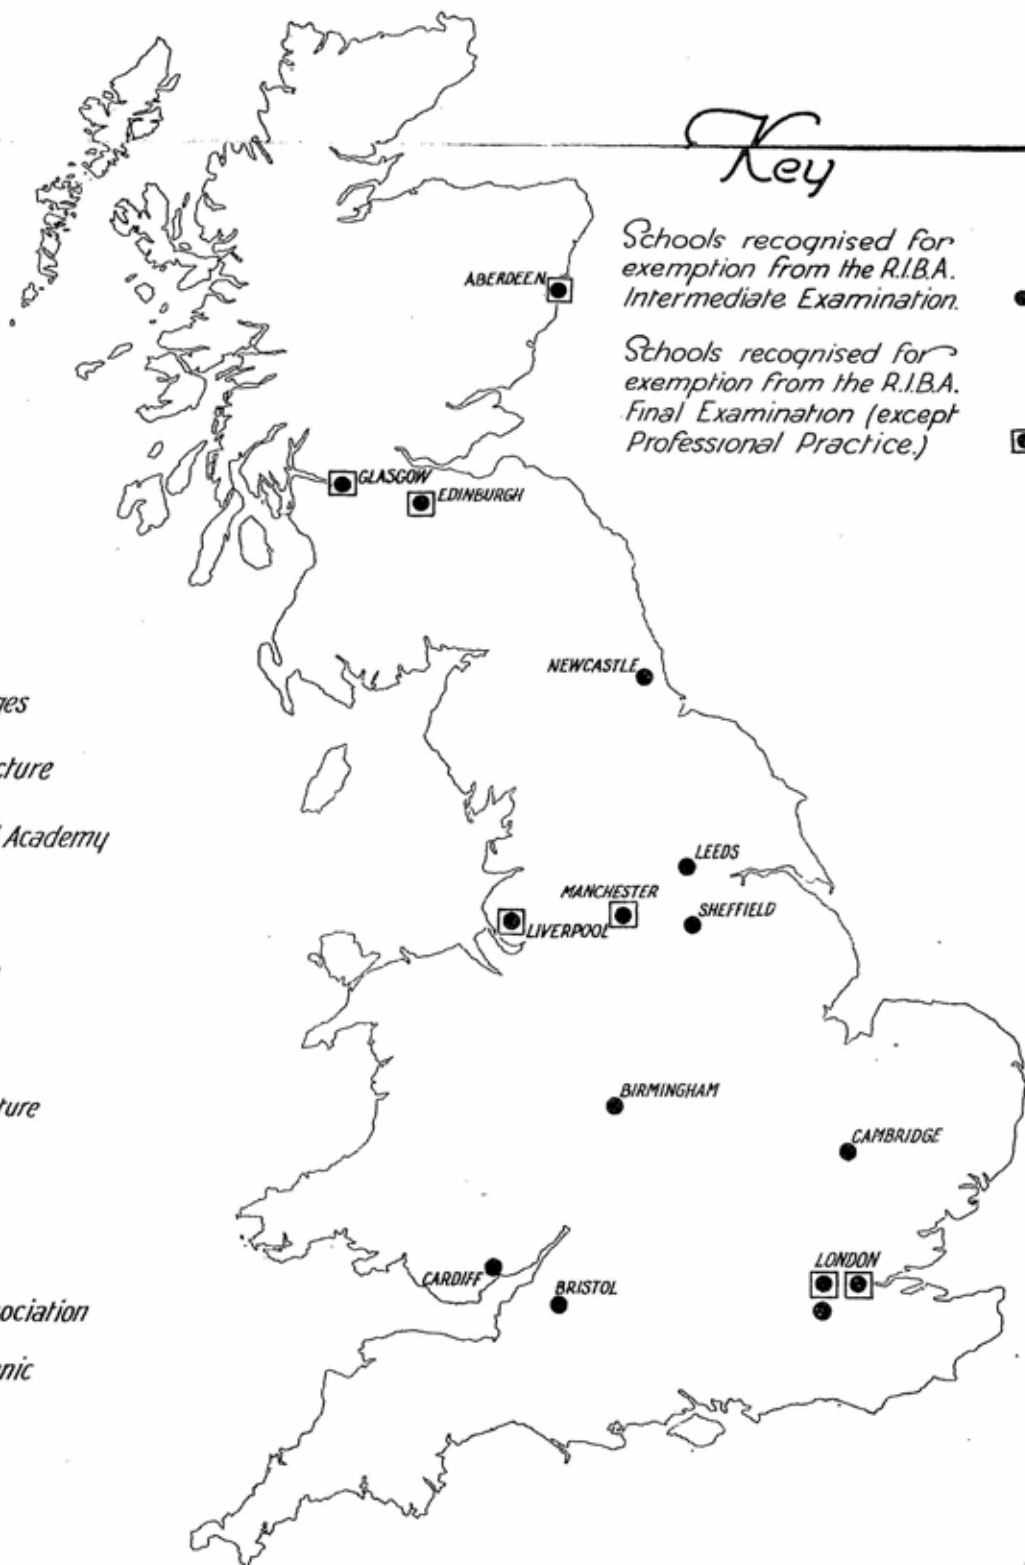 Key
Schools recognised for
exemption from the R.I.B.A.
Intermediate Examination.
Schools recognised for
exemption from the R.I.B.A.
Final Examination (except
Professional Practice.)
ABERDEEN
GLASGOW
EDINBURGH
NEWCASTLE
LEEDS
MANCHESTER
SHEFFIELD
LIVERPOOL
BIRMINGHAM
CAMBRIDGE
LONDON
CARDIFF
BRISTOL
Academy